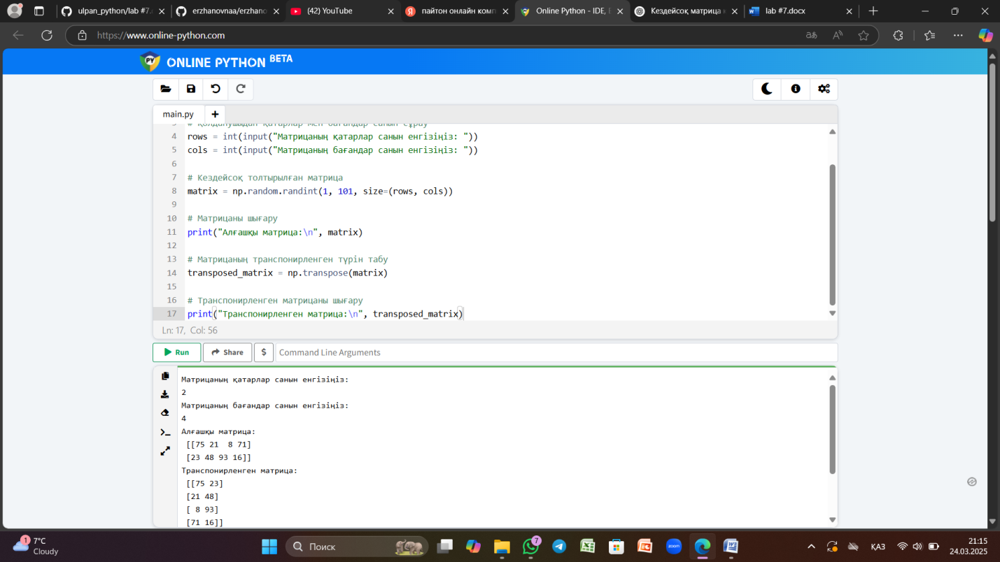 ulpan_python/lab #7.
erzhanovnaa/erzhano
(42) YouTube
пайтон онлайн комп
Online Python - IDE, E
Кездейсоқ матрица
lab #7.docx
https://www.online-python.com
ONLINE PYTHON BETA
main.py
3 # Қолданушыдан қатарлар мен бағандар санын сұрау
4 rows = int(input("Матрицаның қатарлар санын енгізіңіз: "))
5 cols = int(input("Матрицаның бағандар санын енгізіңіз: "))
6
7 # Кездейсоқ толтырылған матрица
8 matrix = np.random.randint(1, 101, size=(rows, cols))
9
10 # Матрицаны шығару
11 print("Алғашқы матрица:\n", matrix)
12
13 # Матрицаның транспонирленген түрін табу
14 transposed_matrix = np.transpose(matrix)
15
16 # Транспонирленген матрицаны шығару
17 print("Транспонирленген матрица:\n", transposed_matrix)
Ln: 17, Col: 56
Run
Share
$
Command Line Arguments
Матрицаның қатарлар санын енгізіңіз:
2
Матрицаның бағандар санын енгізіңіз:
4
Алғашқы матрица:
[[75 21  8 71]
[23 48 93 16]]
Транспонирленген матрица:
[[75 23]
[21 48]
[ 8 93]
[71 16]]
1
7°C
Cloudy
Поиск
7
zoom
ҚАЗ
21:15
24.03.2025